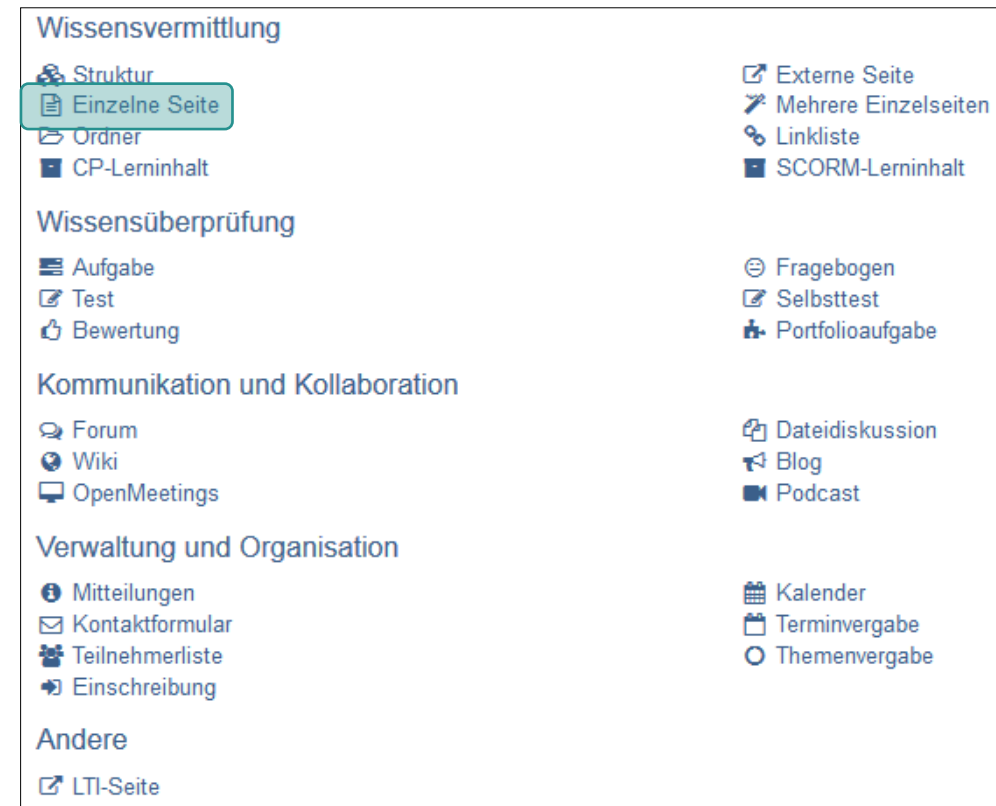 Wissensvermittlung
Struktur Externe Seite
Einzelne Seite Mehrere Einzelseiten
Ordner Linkliste
CP-Lerninhalt SCORM-Lerninhalt
Wissensüberprüfung
Aufgabe Fragebogen
Test Selbsttest
Bewertung Portfolioaufgabe
Kommunikation und Kollaboration
Forum Dateidiskussion
Wiki Blog
OpenMeetings Podcast
Verwaltung und Organisation
Mitteilungen Kalender
Kontaktformular Terminvergabe
Teilnehmerliste Themenvergabe
Einschreibung
Andere
LTI-Seite